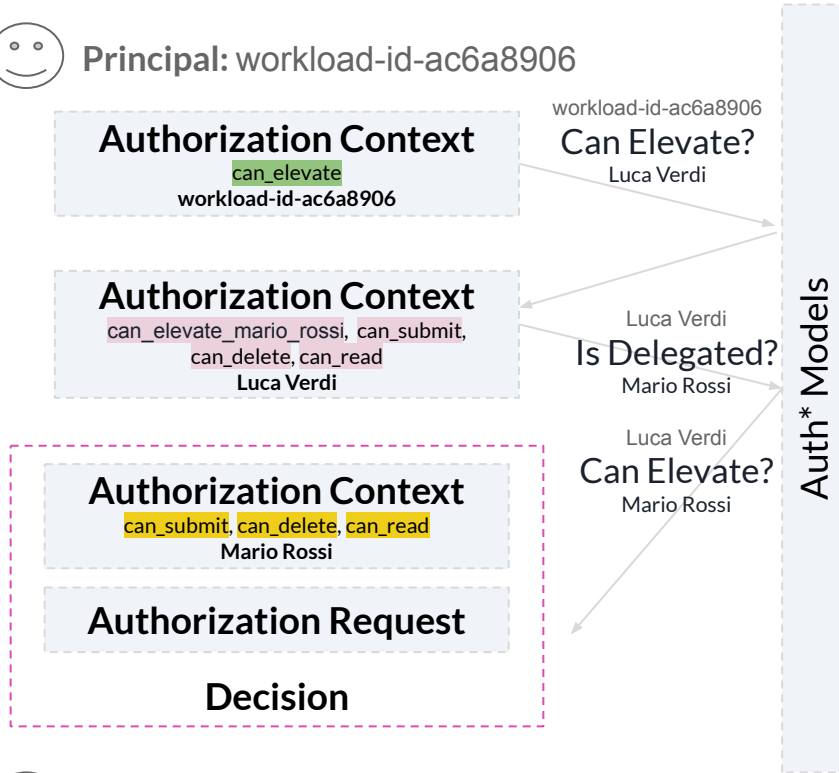 Principal: workload-id-ac6a8906
Authorization Context
can_elevate
workload-id-ac6a8906
workload-id-ac6a8906
Can Elevate?
Luca Verdi
Authorization Context
can_elevate_mario_rossi, can_submit,
can_delete, can_read
Luca Verdi
Luca Verdi
Is Delegated?
Mario Rossi
Luca Verdi
Can Elevate?
Mario Rossi
Authorization Context
can_submit, can_delete, can_read
Mario Rossi
Authorization Request
Decision
Auth* Models